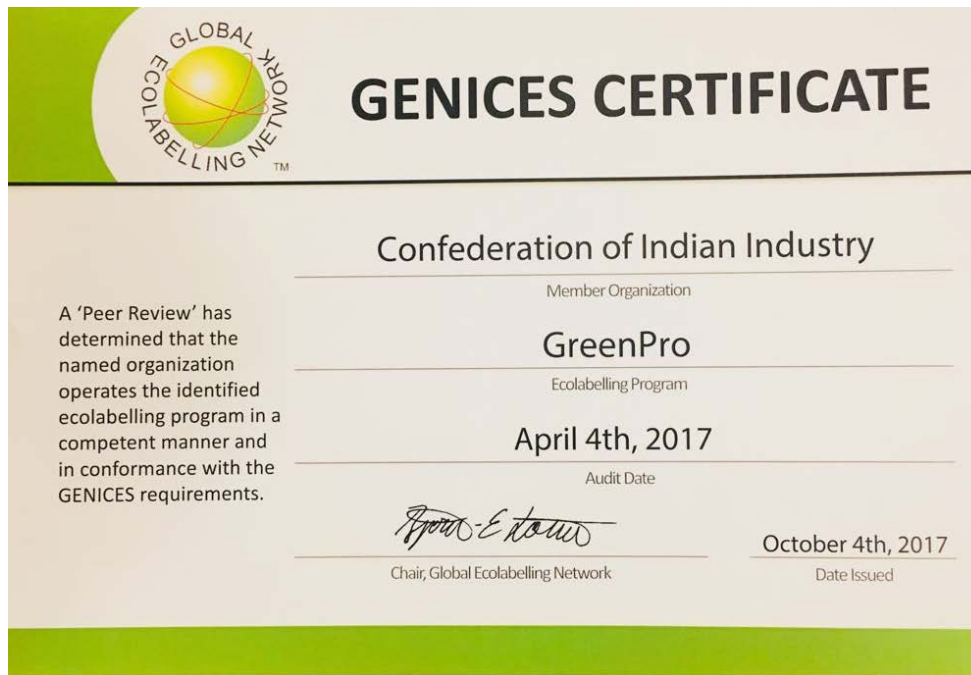 GLOBAL
ECOLABELLING NETWORK
TM
GENICES CERTIFICATE
A 'Peer Review' has
determined that the
named organization
operates the identified
ecolabelling program in a
competent manner and
in conformance with the
GENICES requirements.
Confederation of Indian Industry
Member Organization
GreenPro
Ecolabelling Program
April 4th, 2017
Audit Date
Chair, Global Ecolabelling Network
October 4th, 2017
Date Issued